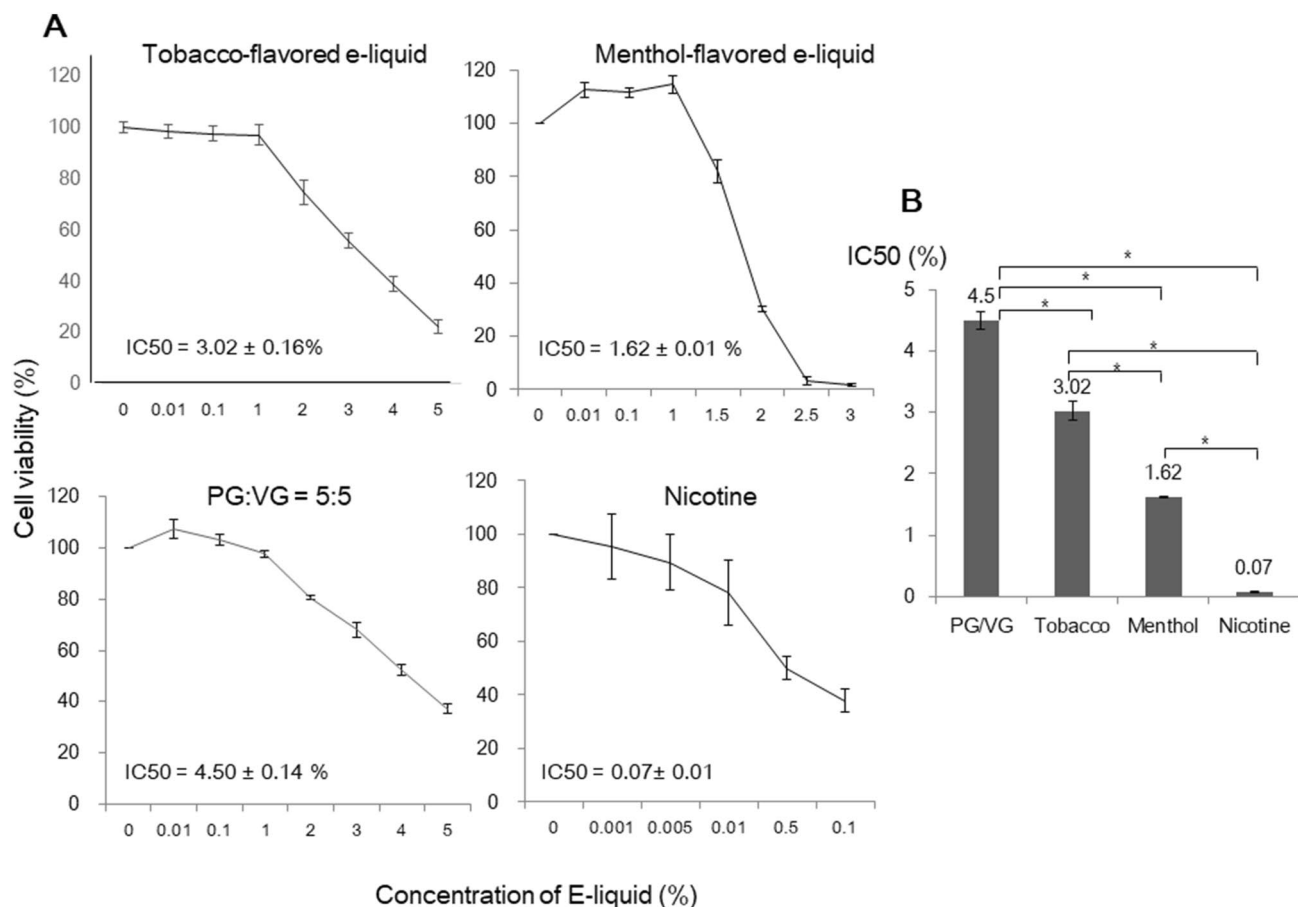 A
Tobacco-flavored e-liquid
120
100
80
60
40
20
0
IC50 = 3.02 ± 0.16%
0 0.01 0.1 1 2 3 4 5
Menthol-flavored e-liquid
120
100
80
60
40
20
0
IC50 = 1.62 ± 0.01 %
0 0.01 0.1 1 1.5 2 2.5 3
Cell viability (%)
PG:VG = 5:5
120
100
80
60
40
20
0
IC50 = 4.50 ± 0.14 %
0 0.01 0.1 1 2 3 4 5
Nicotine
120
100
80
60
40
20
0
IC50 = 0.07± 0.01
0 0.001 0.005 0.01 0.5 0.1
Concentration of E-liquid (%)
B
IC50 (%)
*
*
*
*
*
*
5
4
3
2
1
0
4.5
3.02
1.62
0.07
PG/VG Tobacco Menthol Nicotine